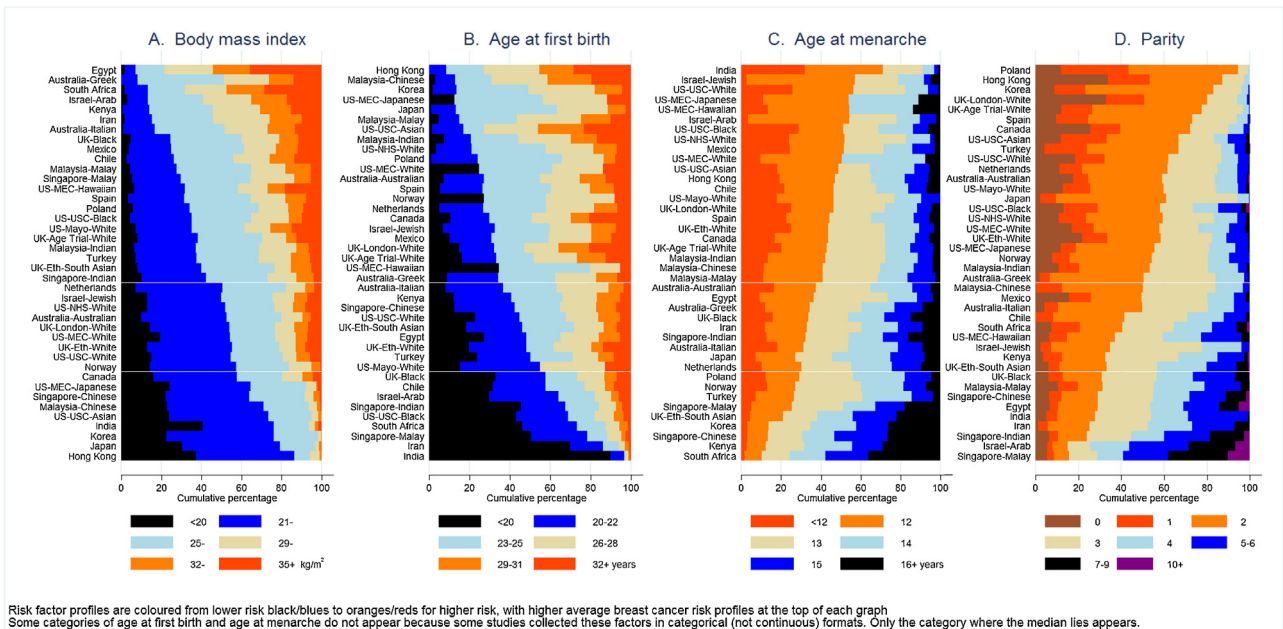 A. Body mass index
B. Age at first birth
C. Age at menarche
D. Parity
Egypt
Australia-Greek
South Africa
Israel-Arab
Kenya
Iran
Australia-Italian
UK-Black
Mexico
Chile
Malaysia-Malay
Singapore-Malay
US-MEC-Hawaiian
Spain
Poland
US-USC-Black
US-Mayo-White
UK-Age Trial-White
Malaysia-Indian
Turkey
UK-Eth-South Asian
Singapore-Indian
Netherlands
Israel-Jewish
US-NHS-White
Australia-Australian
UK-London-White
US-MEC-White
UK-Eth-White
US-USC-White
Norway
Canada
US-MEC-Japanese
Singapore-Chinese
Malaysia-Chinese
US-USC-Asian
India
Korea
Japan
Hong Kong
0 20 40 60 80 100
Cumulative percentage
<20 21-
25- 29-
32- 35+ kg/m²
Hong Kong
Malaysia-Chinese
Korea
US-MEC-Japanese
Japan
Malaysia-Malay
US-USC-Asian
Malaysia-Indian
US-NHS-White
Poland
US-MEC-White
Australia-Australian
Spain
Norway
Netherlands
Canada
Israel-Jewish
Mexico
UK-London-White
UK-Age Trial-White
US-MEC-Hawaiian
Australia-Greek
Australia-Italian
Kenya
Singapore-Chinese
US-USC-White
UK-Eth-South Asian
Egypt
UK-Eth-White
Turkey
US-Mayo-White
UK-Black
Chile
Israel-Arab
Singapore-Indian
US-USC-Black
South Africa
Singapore-Malay
Iran
India
0 20 40 60 80 100
Cumulative percentage
<20 20-22
23-25 26-28
29-31 32+ years
India
Israel-Jewish
US-USC-White
US-MEC-Japanese
US-MEC-Hawaiian
Israel-Arab
US-USC-Black
US-NHS-White
Mexico
US-MEC-White
US-USC-Asian
Hong Kong
Chile
US-Mayo-White
UK-London-White
Spain
UK-Eth-White
Canada
UK-Age Trial-White
Malaysia-Indian
Malaysia-Chinese
Malaysia-Malay
Australia-Australian
Egypt
Australia-Greek
UK-Black
Iran
Singapore-Indian
Australia-Italian
Japan
Netherlands
Poland
Norway
Turkey
Singapore-Malay
UK-Eth-South Asian
Korea
Singapore-Chinese
Kenya
South Africa
0 20 40 60 80 100
Cumulative percentage
<12 12
13 14
15 16+ years
Poland
Hong Kong
Korea
UK-London-White
UK-Age Trial-White
Spain
Canada
US-USC-Asian
Turkey
US-USC-White
Netherlands
Australia-Australian
US-Mayo-White
Japan
US-USC-Black
US-NHS-White
US-MEC-White
UK-Eth-White
US-MEC-Japanese
Norway
Malaysia-Indian
Australia-Greek
Malaysia-Chinese
Mexico
Australia-Italian
Chile
South Africa
US-MEC-Hawaiian
Israel-Jewish
Kenya
UK-Eth-South Asian
UK-Black
Malaysia-Malay
Singapore-Chinese
Egypt
India
Iran
Singapore-Indian
Israel-Arab
Singapore-Malay
0 20 40 60 80 100
Cumulative percentage
0 1 2
3 4 5-6
7-9 10+
Risk factor profiles are coloured from lower risk black/blues to oranges/reds for higher risk, with higher average breast cancer risk profiles at the top of each graph
Some categories of age at first birth and age at menarche do not appear because some studies collected these factors in categorical (not continuous) formats. Only the category where the median lies appears.